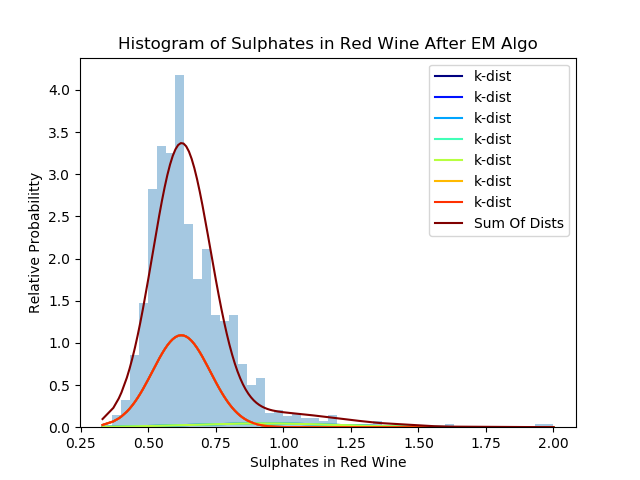 Histogram of Sulphates in Red Wine After EM Algo
k-dist
k-dist
k-dist
k-dist
k-dist
k-dist
k-dist
Sum Of Dists
Relative Probabilitty
4.0
3.5
3.0
2.5
2.0
1.5
1.0
0.5
0.0
0.25 0.50 0.75 1.00 1.25 1.50 1.75 2.00
Sulphates in Red Wine